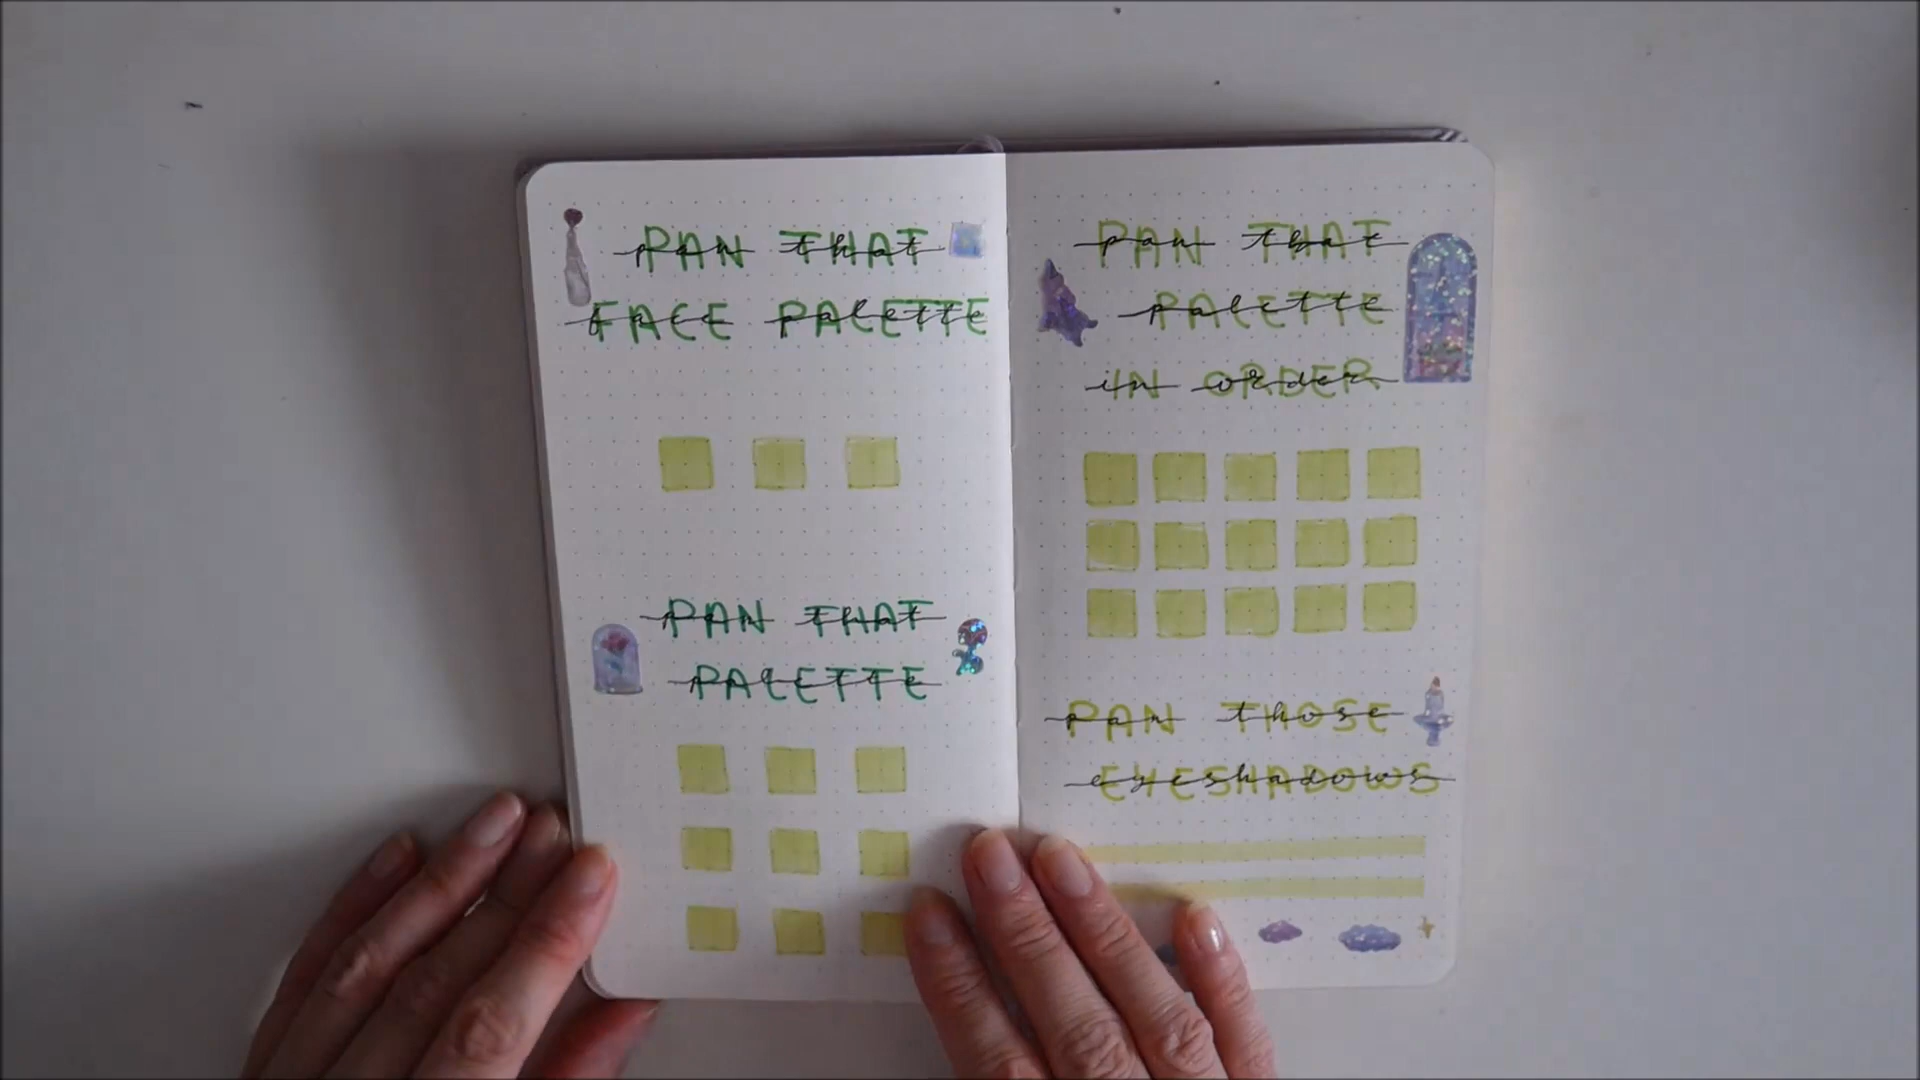 PAN THAT
FACE PALETTE
PAN THAT
PALETTE
PAN THAT
PALETTE
IN ORDER
PAN THOSE
EYESHADOWS